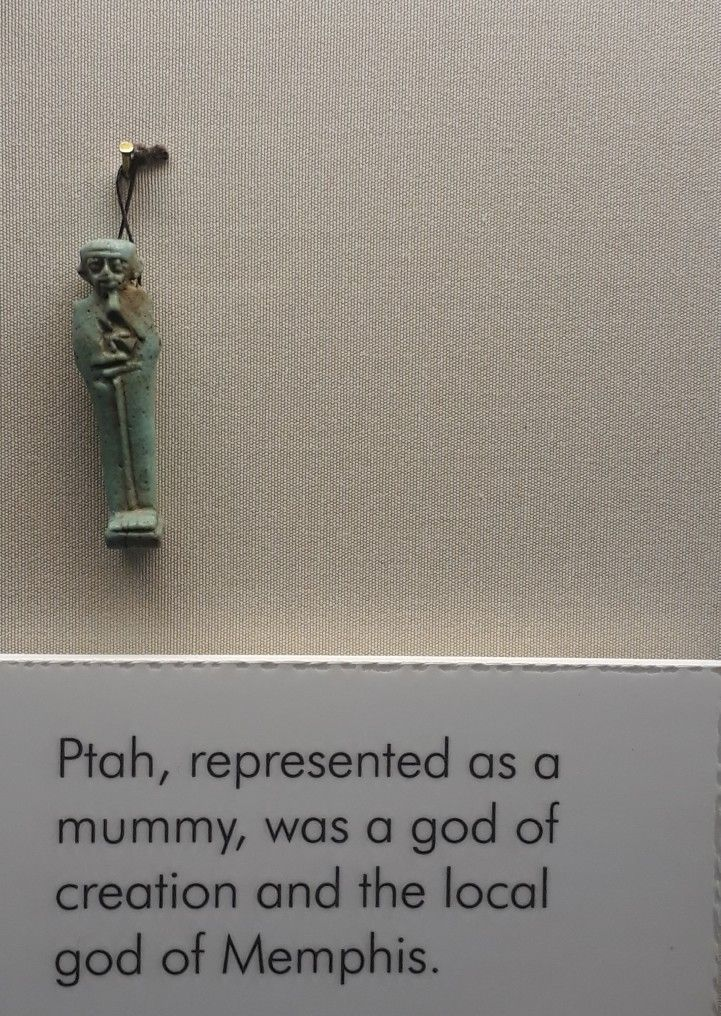 Ptah, represented as a
mummy, was a god of
creation and the local
god of Memphis.